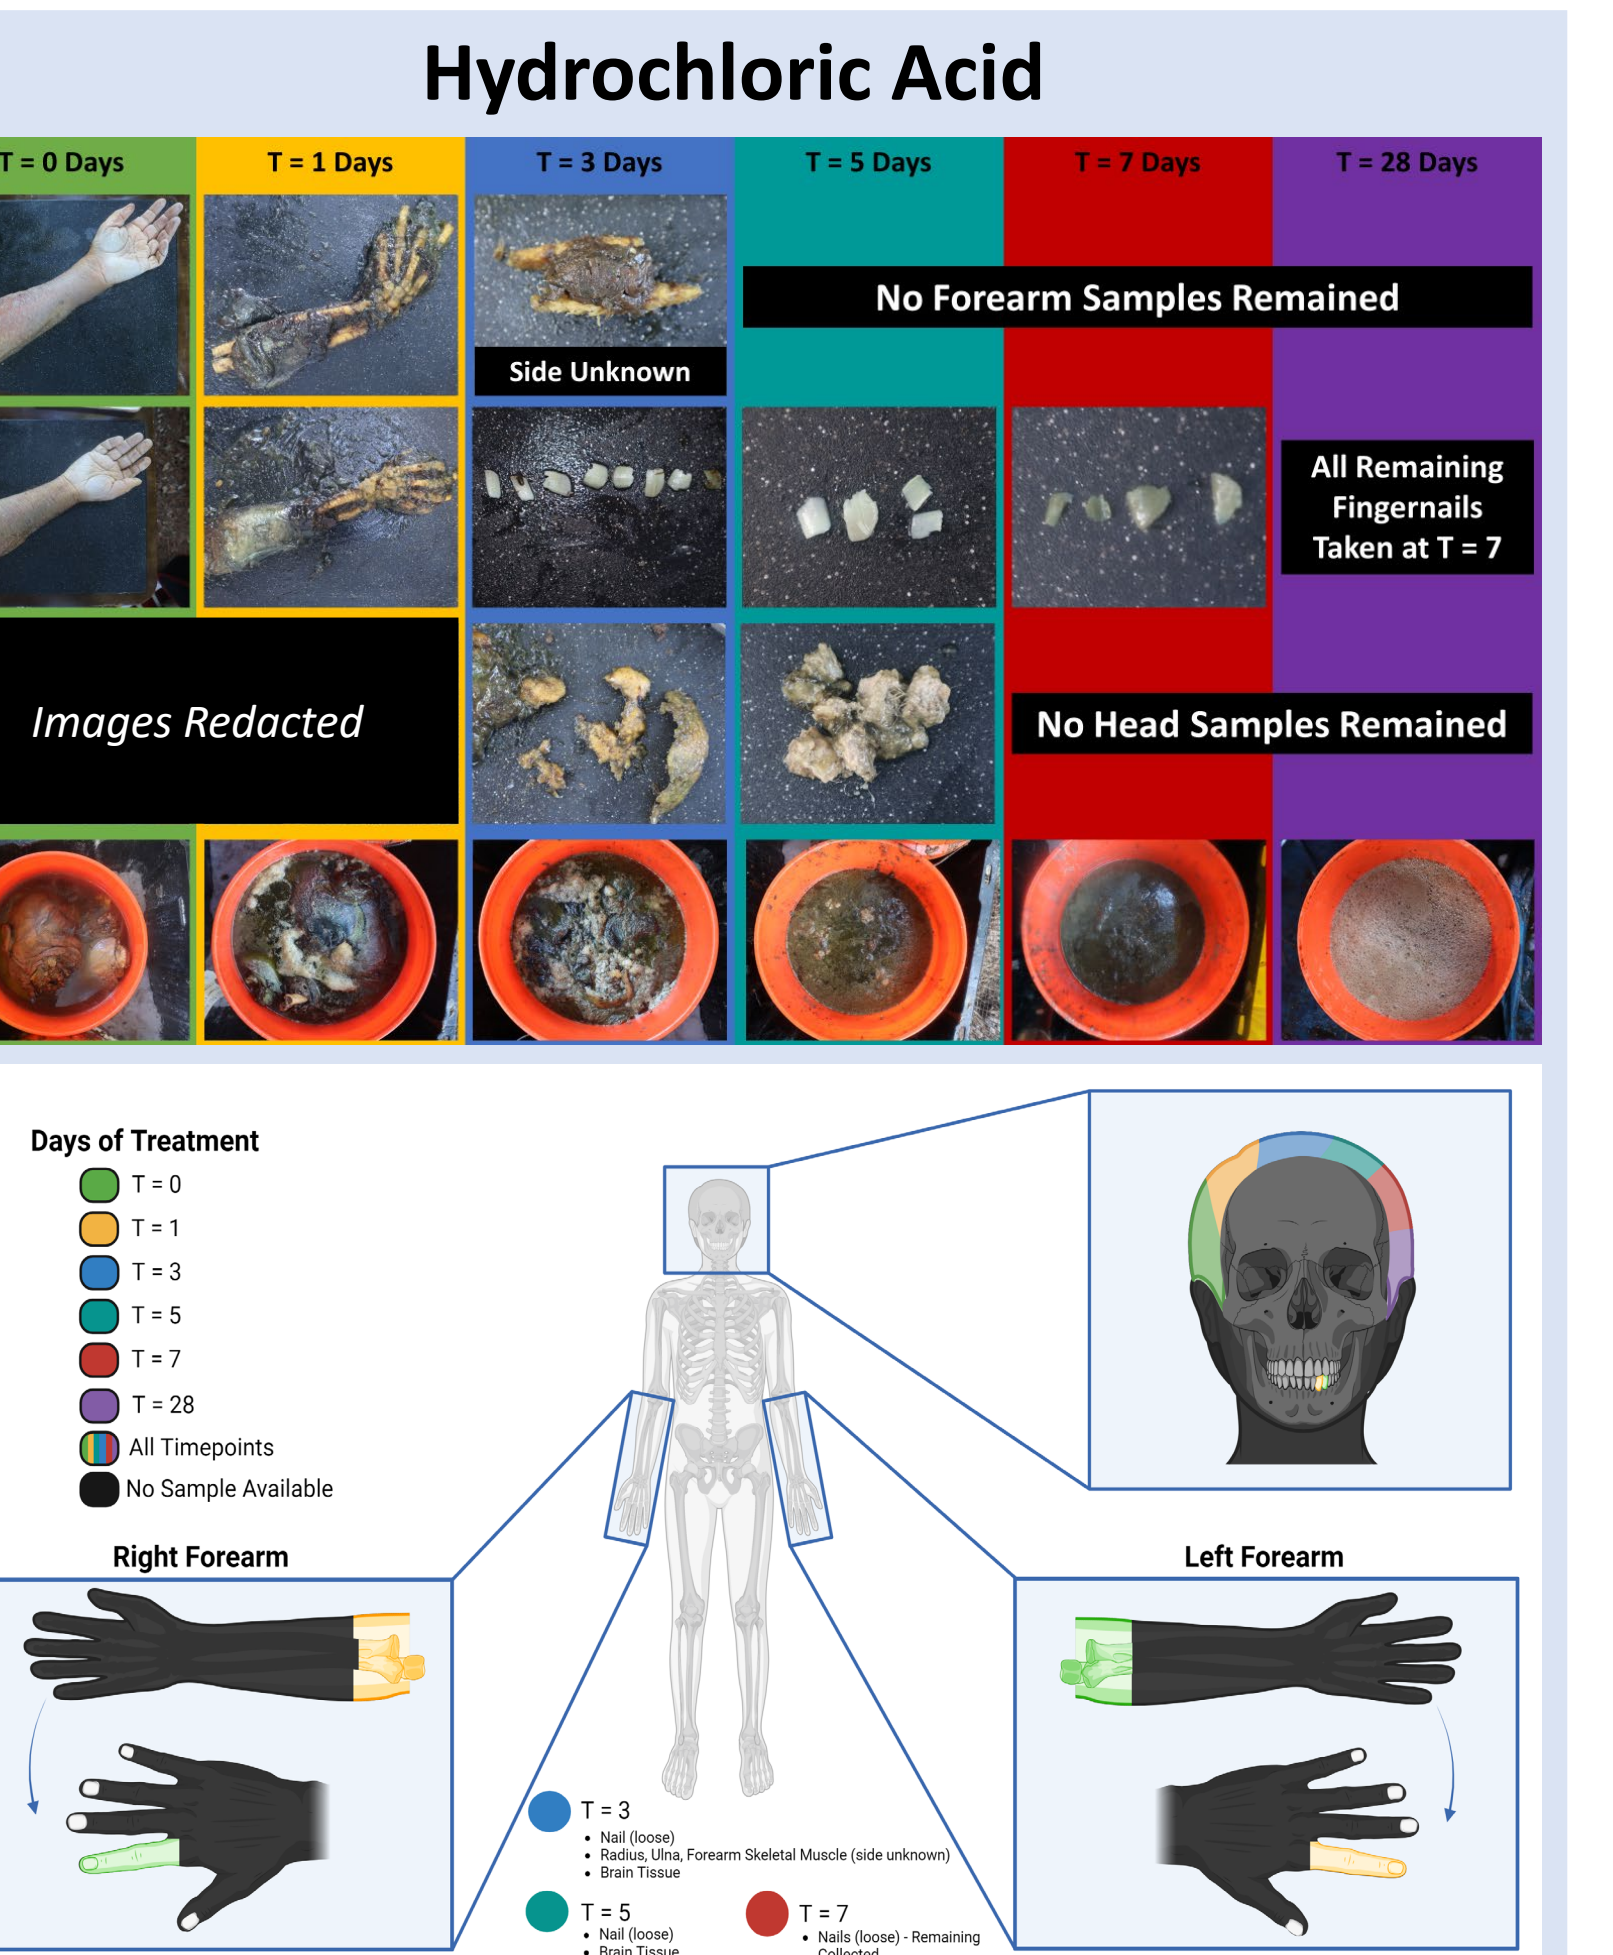 Hydrochloric Acid
T = 0 Days
T = 1 Days
T = 3 Days
T = 5 Days
T = 7 Days
T = 28 Days
No Forearm Samples Remained
Side Unknown
All Remaining
Fingernails
Taken at T = 7
Images Redacted
No Head Samples Remained
Days of Treatment
T = 0
T = 1
T = 3
T = 5
T = 7
T = 28
All Timepoints
No Sample Available
Right Forearm
Left Forearm
T = 3
• Nail (loose)
• Radius, Ulna, Forearm Skeletal Muscle (side unknown)
• Brain Tissue
T = 5
• Nail (loose)
• Brain Tissue
T = 7
• Nails (loose) - Remaining
Collected